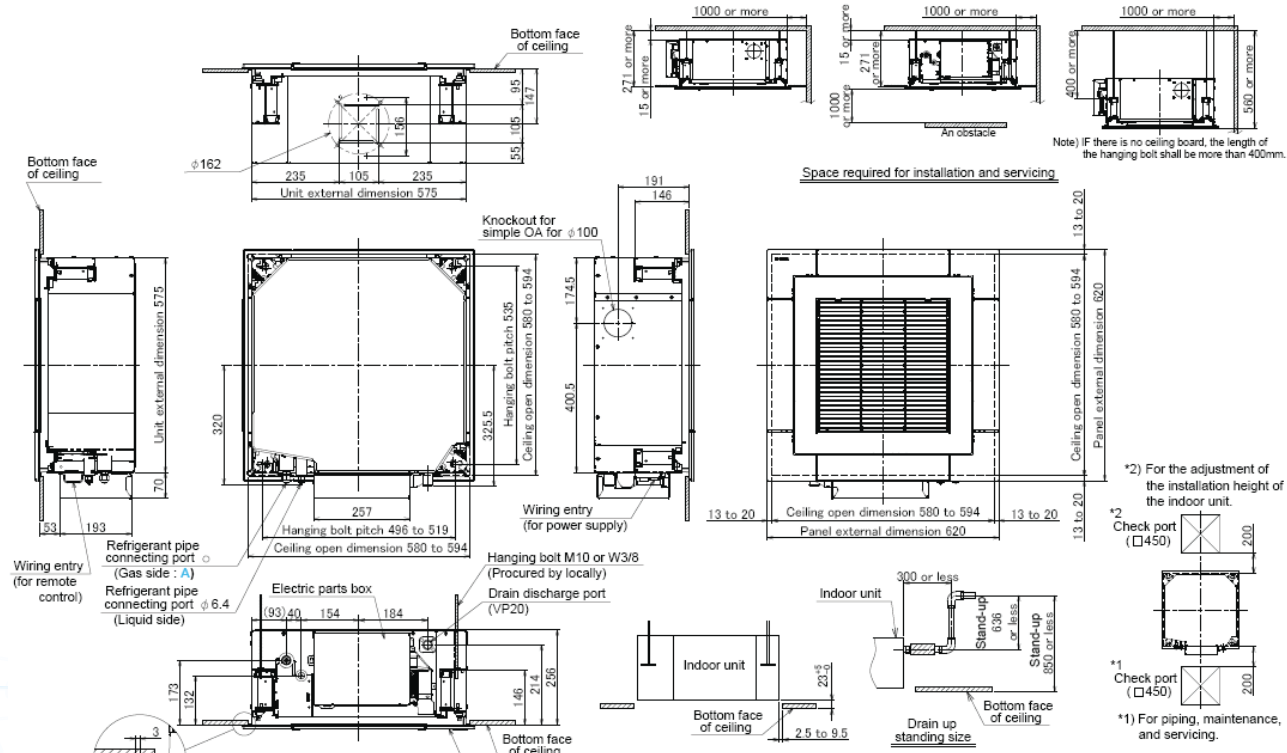 Bottom face
of ceiling
95
147
105
55
156
φ162
235
105
235
Unit external dimension 575
1000 or more
271 or more
15 or more
1000 or more
15 or more
271
or more
1000
or more
An obstacle
1000 or more
400 or more
560 or more
Note) IF there is no ceiling board, the length of
the hanging bolt shall be more than 400mm.
Space required for installation and servicing
Bottom face
of ceiling
Unit external dimension 575
70
53
193
Wiring entry
(for remote
control)
320
Hanging bolt pitch 535
Ceiling open dimension 580 to 594
325.5
257
Hanging bolt pitch 496 to 519
Ceiling open dimension 580 to 594
Refrigerant pipe
connecting port
(Gas side : A)
Refrigerant pipe
connecting port φ6.4
(Liquid side)
191
146
Knockout for
simple OA for φ100
174.5
400.5
Wiring entry
(for power supply)
13 to 20
Ceiling open dimension 580 to 594
Panel external dimension 620
13 to 20
13 to 20
Ceiling open dimension 580 to 594
Panel external dimension 620
13 to 20
Hanging bolt M10 or W3/8
(Procured by locally)
Drain discharge port
(VP20)
Electric parts box
(93)
40
154
184
173
132
146
214
256
3
Bottom face
of ceiling
Indoor unit
23+5-0
Bottom face
of ceiling
2.5 to 9.5
Indoor unit
300 or less
Stand-up
636
or less
Stand-up
850 or less
Bottom face
of ceiling
Drain up
standing size
*2) For the adjustment of
the installation height of
the indoor unit.
*2
Check port
(□450)
200
*1
Check port
(□450)
200
*1) For piping, maintenance,
and servicing.